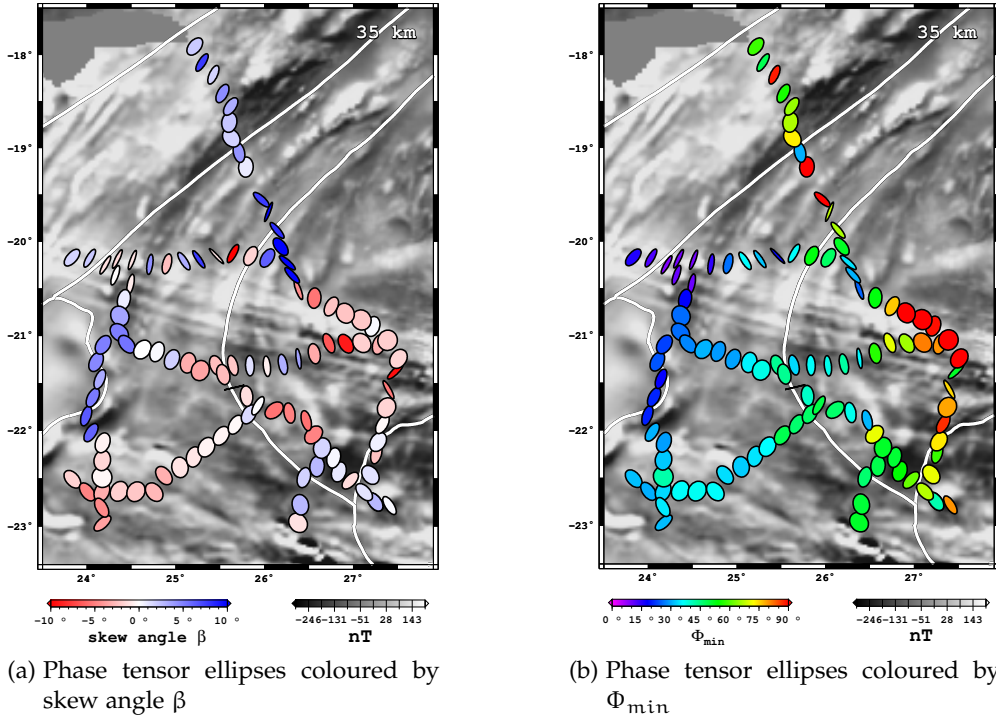 35 km
-18°
-19°
-20°
-21°
-22°
-23°
24° 25° 26° 27°
-10 ° -5 ° 0 ° 5 ° 10 °
skew angle β
-246-131 -51 28 143
nT
(a) Phase tensor ellipses coloured by
skew angle β
35 km
-18°
-19°
-20°
-21°
-22°
-23°
24° 25° 26° 27°
0 ° 15 ° 30 ° 45 ° 60 ° 75 ° 90 °
Φmin
-246-131 -51 28 143
nT
(b) Phase tensor ellipses coloured by
Φmin